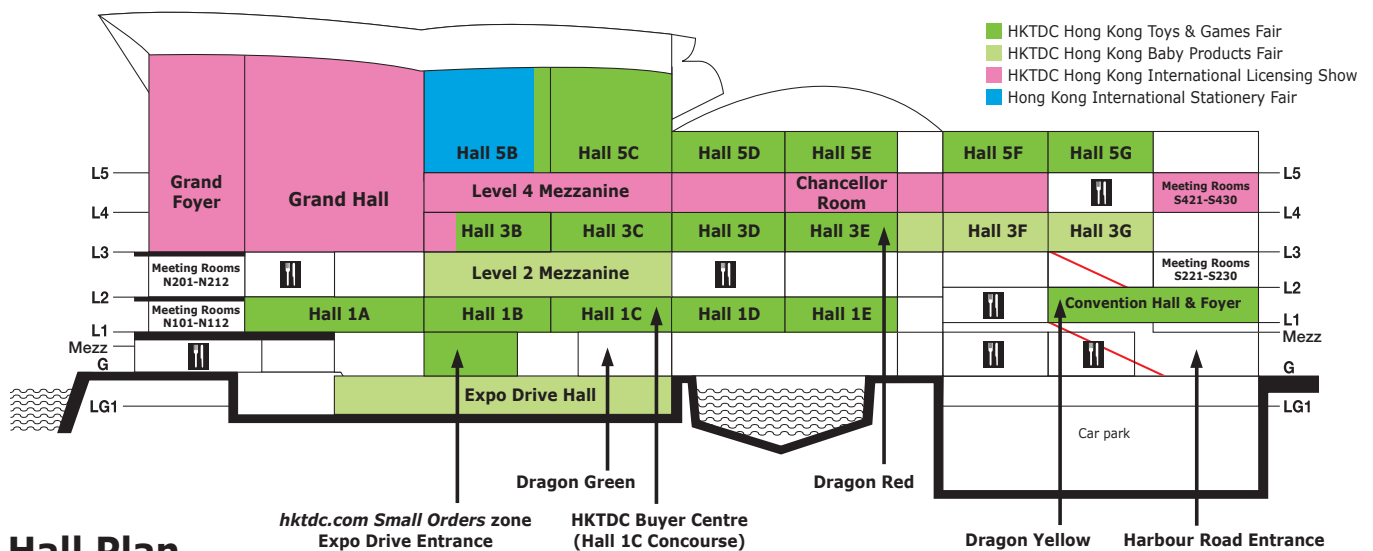 HKTDC Hong Kong Toys & Games Fair
HKTDC Hong Kong Baby Products Fair
HKTDC Hong Kong International Licensing Show
Hong Kong International Stationery Fair
Hall 5B
Hall 5C
Hall 5D
Hall 5E
Hall 5F
Hall 5G
L5
L5
Grand
Foyer
Grand Hall
Level 4 Mezzanine
Chancellor
Room
Meeting Rooms
S421-S430
L4
L4
Hall 3B
Hall 3C
Hall 3D
Hall 3E
Hall 3F
Hall 3G
L3
L3
Meeting Rooms
N201-N212
Level 2 Mezzanine
Meeting Rooms
S221-S230
L2
L2
Meeting Rooms
N101-N112
Hall 1A
Hall 1B
Hall 1C
Hall 1D
Hall 1E
Convention Hall & Foyer
L1
L1
Mezz
Mezz
G
G
Expo Drive Hall
LG1
LG1
Car park
Dragon Green
Dragon Red
hktdc.com Small Orders zone
Expo Drive Entrance
HKTDC Buyer Centre
(Hall 1C Concourse)
Dragon Yellow
Harbour Road Entrance
Hall Plan